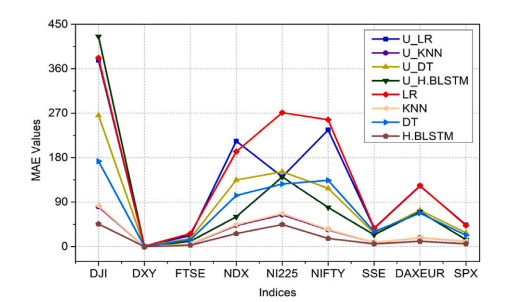 450
360
270
180
90
0
MAE Values
U_LR
U_KNN
U_DT
U_H.BLSTM
LR
KNN
DT
H.BLSTM
DJI DXY FTSE NDX NI225 NIFTY SSE DAXEUR SPX
Indices